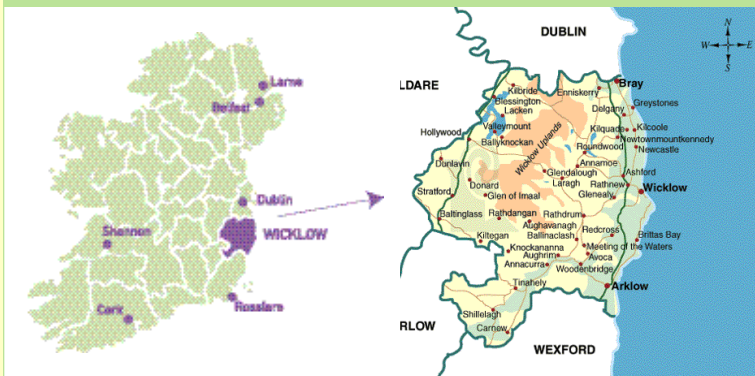 Larne
Belfast
Dublin
WICKLOW
Shannon
Rosslare
Cork
DUBLIN
N
W E
S
LDARE
Bray
Kilbride
Enniskerry
Blessington
Lacken
Greystones
Delgany
Valleymount
Kilquade
Kilcoole
Hollywood
Ballyknockan
Newtownmountkennedy
Wicklow Uplands
Roundwood
Newcastle
Dunlavin
Annamoe
Glendalough
Ashford
Laragh
Donard
Rathnew
Wicklow
Stratford
Glen of Imaal
Glenealy
Baltinglass
Rathdangan
Rathdrum
Aughavanagh
Redcross
Brittas Bay
Kiltegan
Ballinaclash
Knockananna
Meeting of the Waters
Aughrim
Avoca
Annacurra
Woodenbridge
Tinahely
Arklow
Shillelagh
RLOW
Carnew
WEXFORD